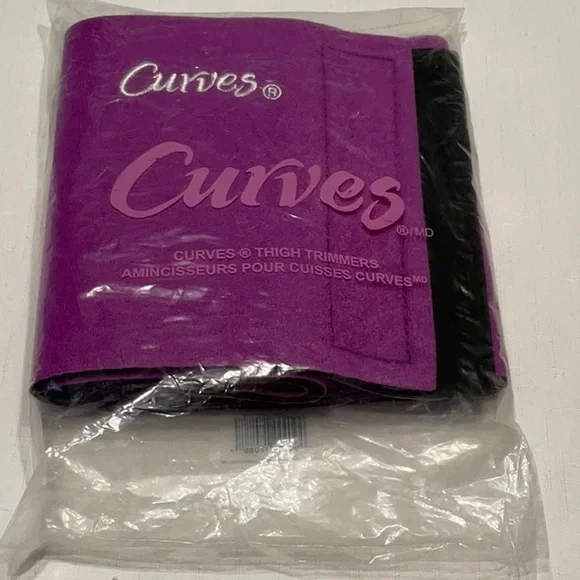 Curves®
Curves
®/MD
CURVES ® THIGH TRIMMERS
AMINCISSEURS POUR CUISSES CURVESMD